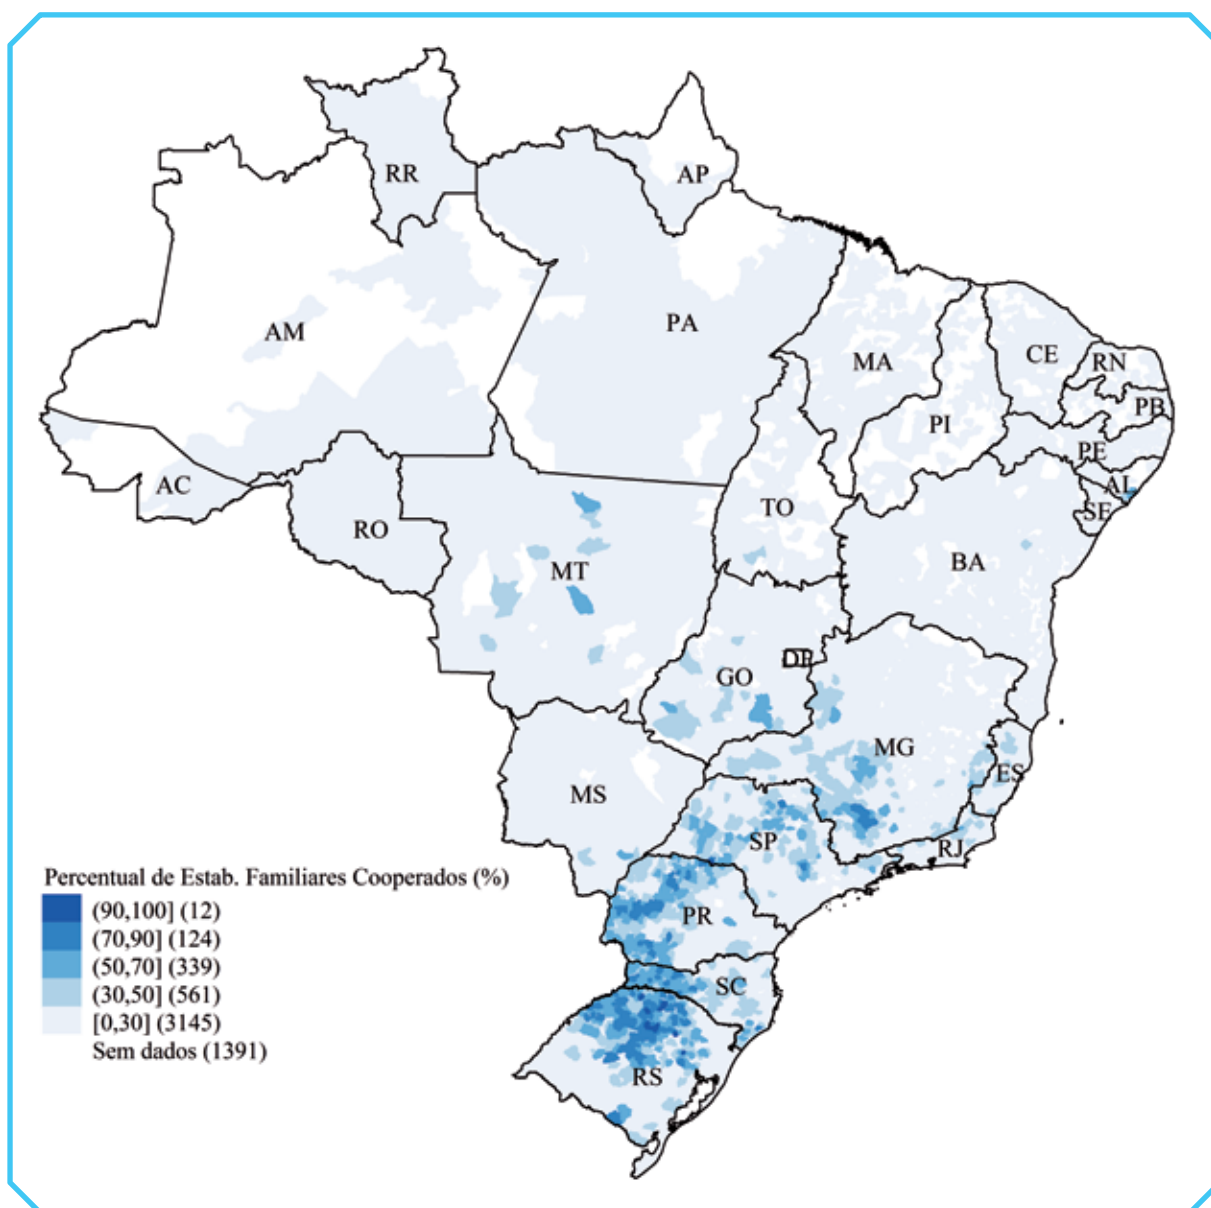 RR
AP
AM
PA
MA
CE
RN
PB
PI
PE
AL
AC
TO
SE
RO
BA
MT
DF
GO
MG
ES
MS
SP
RJ
Percentual de Estab. Familiares Cooperados (%)
(90,100] (12)
(70,90] (124)
(50,70] (339)
(30,50] (561)
[0,30] (3145)
Sem dados (1391)
PR
SC
RS